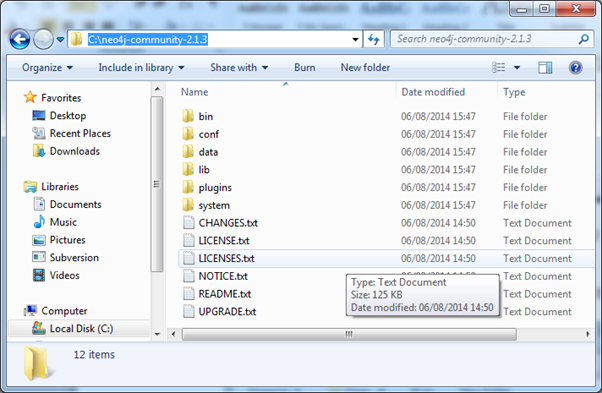 C:\neo4j-community-2.1.3
Search neo4j-community-2.1.3
Organize Include in library Share with Burn New folder
Favorites
Desktop
Recent Places
Downloads
Libraries
Documents
Music
Pictures
Subversion
Videos
Computer
Local Disk (C:)
Name Date modified Type
bin 06/08/2014 15:47 File folder
conf 06/08/2014 15:47 File folder
data 06/08/2014 15:47 File folder
lib 06/08/2014 15:47 File folder
plugins 06/08/2014 15:47 File folder
system 06/08/2014 15:47 File folder
CHANGES.txt 06/08/2014 14:50 Text Document
LICENSE.txt 06/08/2014 14:50 Text Document
LICENSES.txt 06/08/2014 14:50 Text Document
NOTICE.txt Text Document
README.txt Text Document
UPGRADE.txt Text Document
Type: Text Document
Size: 125 KB
Date modified: 06/08/2014 14:50
12 items